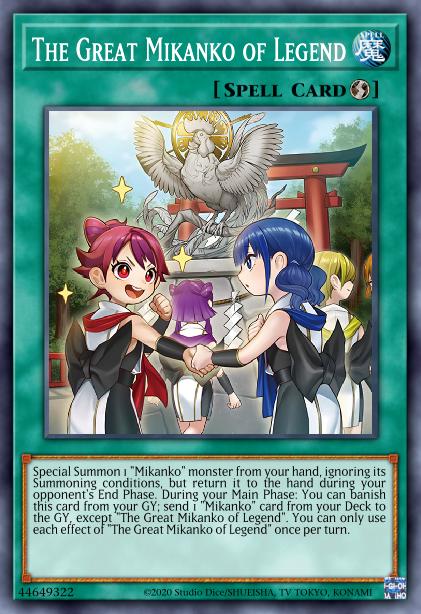 The Great Mikanko of Legend
SPELL
魔
[Spell Card]
Special Summon 1 "Mikanko" monster from your hand, ignoring its
Summoning conditions, but return it to the hand during your
opponent's End Phase. During your Main Phase: You can banish
this card from your GY; send 1 "Mikanko" card from your Deck to
the GY, except "The Great Mikanko of Legend". You can only use
each effect of "The Great Mikanko of Legend" once per turn.
44649322
©2020 Studio Dice/SHUEISHA, TV TOKYO, KONAMI